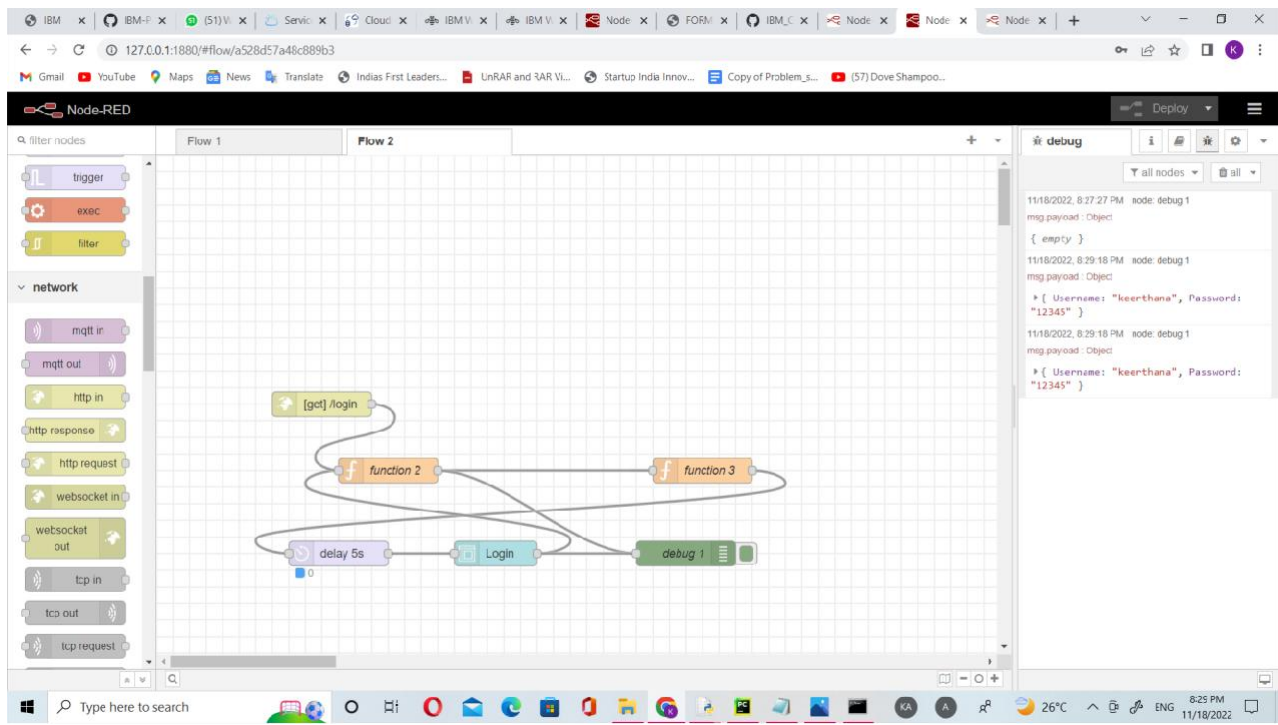 IBM
IBM-P
(51) W
Servic
Cloud
IBM W
IBM W
Node
FORM
IBM_C
Node
Node
Node
127.0.0.1:1880/#flow/a528d57a48c889b3
K
Gmail
YouTube
Maps
News
Translate
Indias First Leaders...
UnRAR and RAR Vi...
Startup India Innov...
Copy of Problem_s...
(57) Dove Shampoo...
Node-RED
Deploy
filter nodes
Flow 1
Flow 2
debug
all nodes
all
trigger
exec
filter
network
mqtt in
mqtt out
http in
http response
http request
websocket in
websocket
out
tcp in
tcp out
tcp request
[get] /login
function 2
function 3
delay 5s
0
Login
debug 1
11/18/2022, 8:27:27 PM node: debug 1
msg.payload : Object
{ empty }
11/18/2022, 8:29:18 PM node: debug 1
msg.payload : Object
{ Username: "keerthana", Password:
"12345" }
11/18/2022, 8:29:18 PM node: debug 1
msg.payload : Object
{ Username: "keerthana", Password:
"12345" }
Type here to search
KA
A
26°C
ENG
8:29 PM
11/18/2022